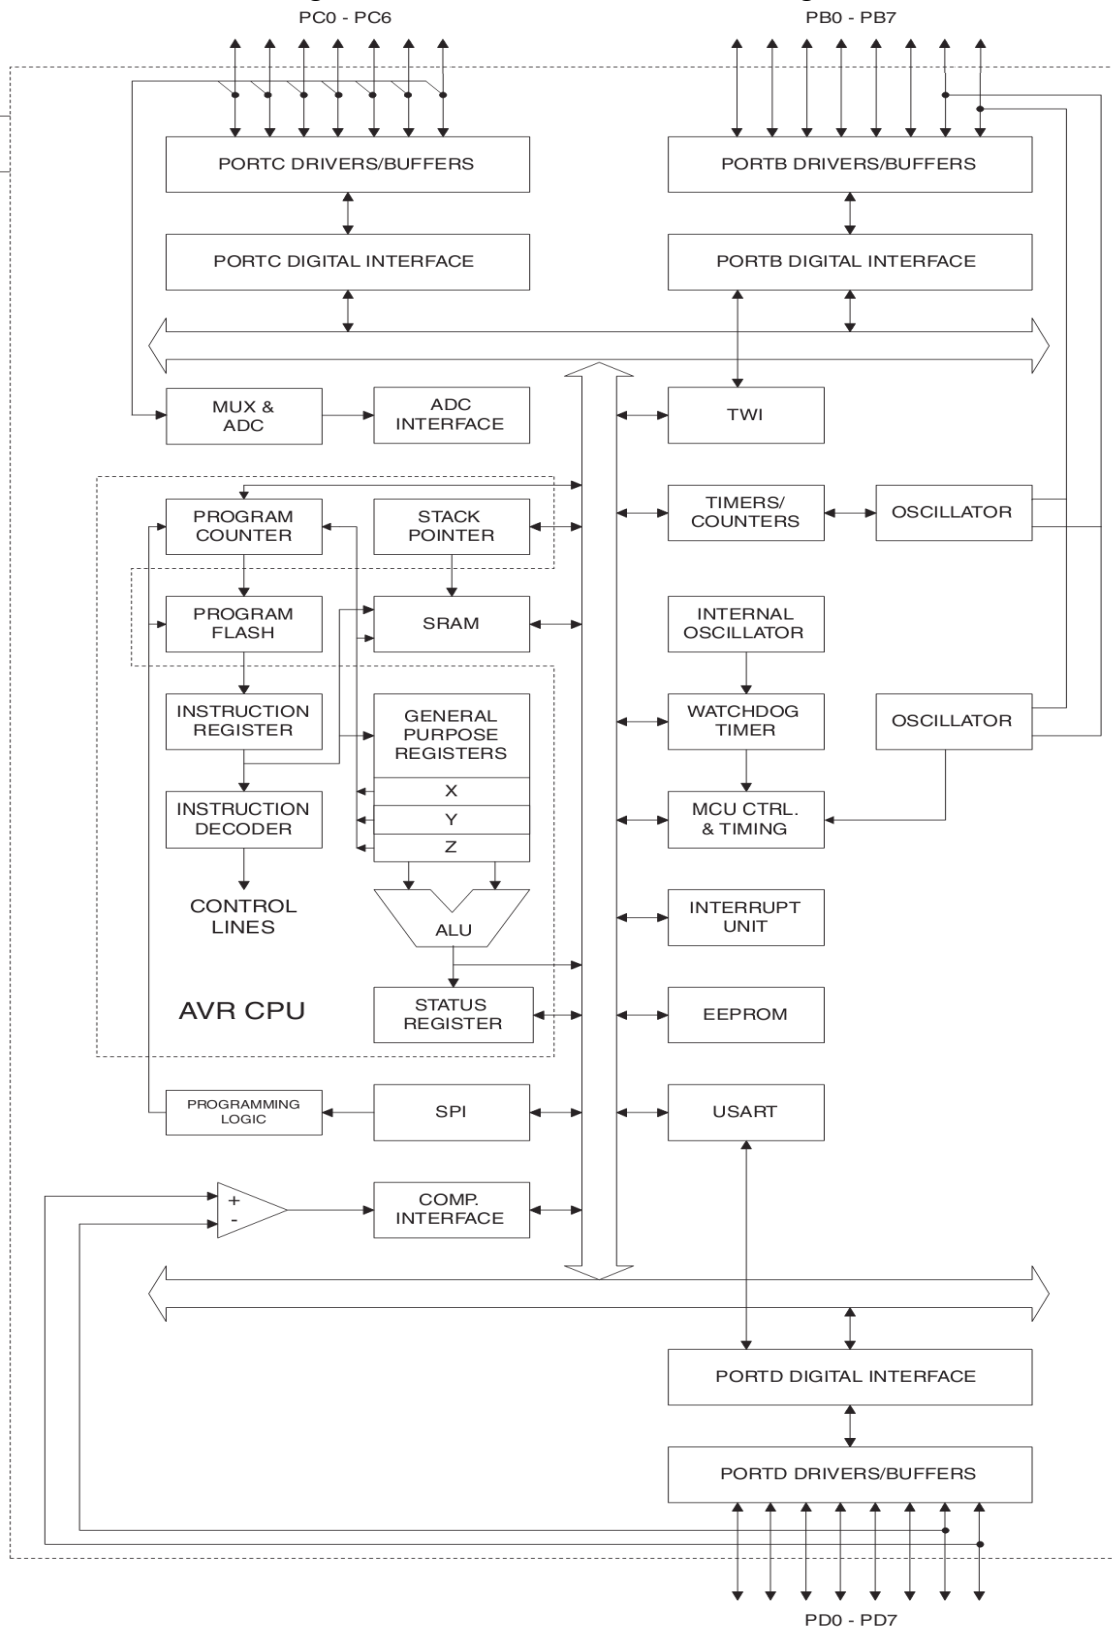 PC0 - PC6
PB0 - PB7
PORTC DRIVERS/BUFFERS
PORTB DRIVERS/BUFFERS
PORTC DIGITAL INTERFACE
PORTB DIGITAL INTERFACE
MUX &
ADC
ADC
INTERFACE
TWI
PROGRAM
COUNTER
STACK
POINTER
TIMERS/
COUNTERS
OSCILLATOR
PROGRAM
FLASH
SRAM
INTERNAL
OSCILLATOR
INSTRUCTION
REGISTER
GENERAL
PURPOSE
REGISTERS
X
Y
Z
WATCHDOG
TIMER
OSCILLATOR
INSTRUCTION
DECODER
MCU CTRL.
& TIMING
CONTROL
LINES
ALU
INTERRUPT
UNIT
AVR CPU
STATUS
REGISTER
EEPROM
PROGRAMMING
LOGIC
SPI
USART
+
-
COMP.
INTERFACE
PORTD DIGITAL INTERFACE
PORTD DRIVERS/BUFFERS
PD0 - PD7